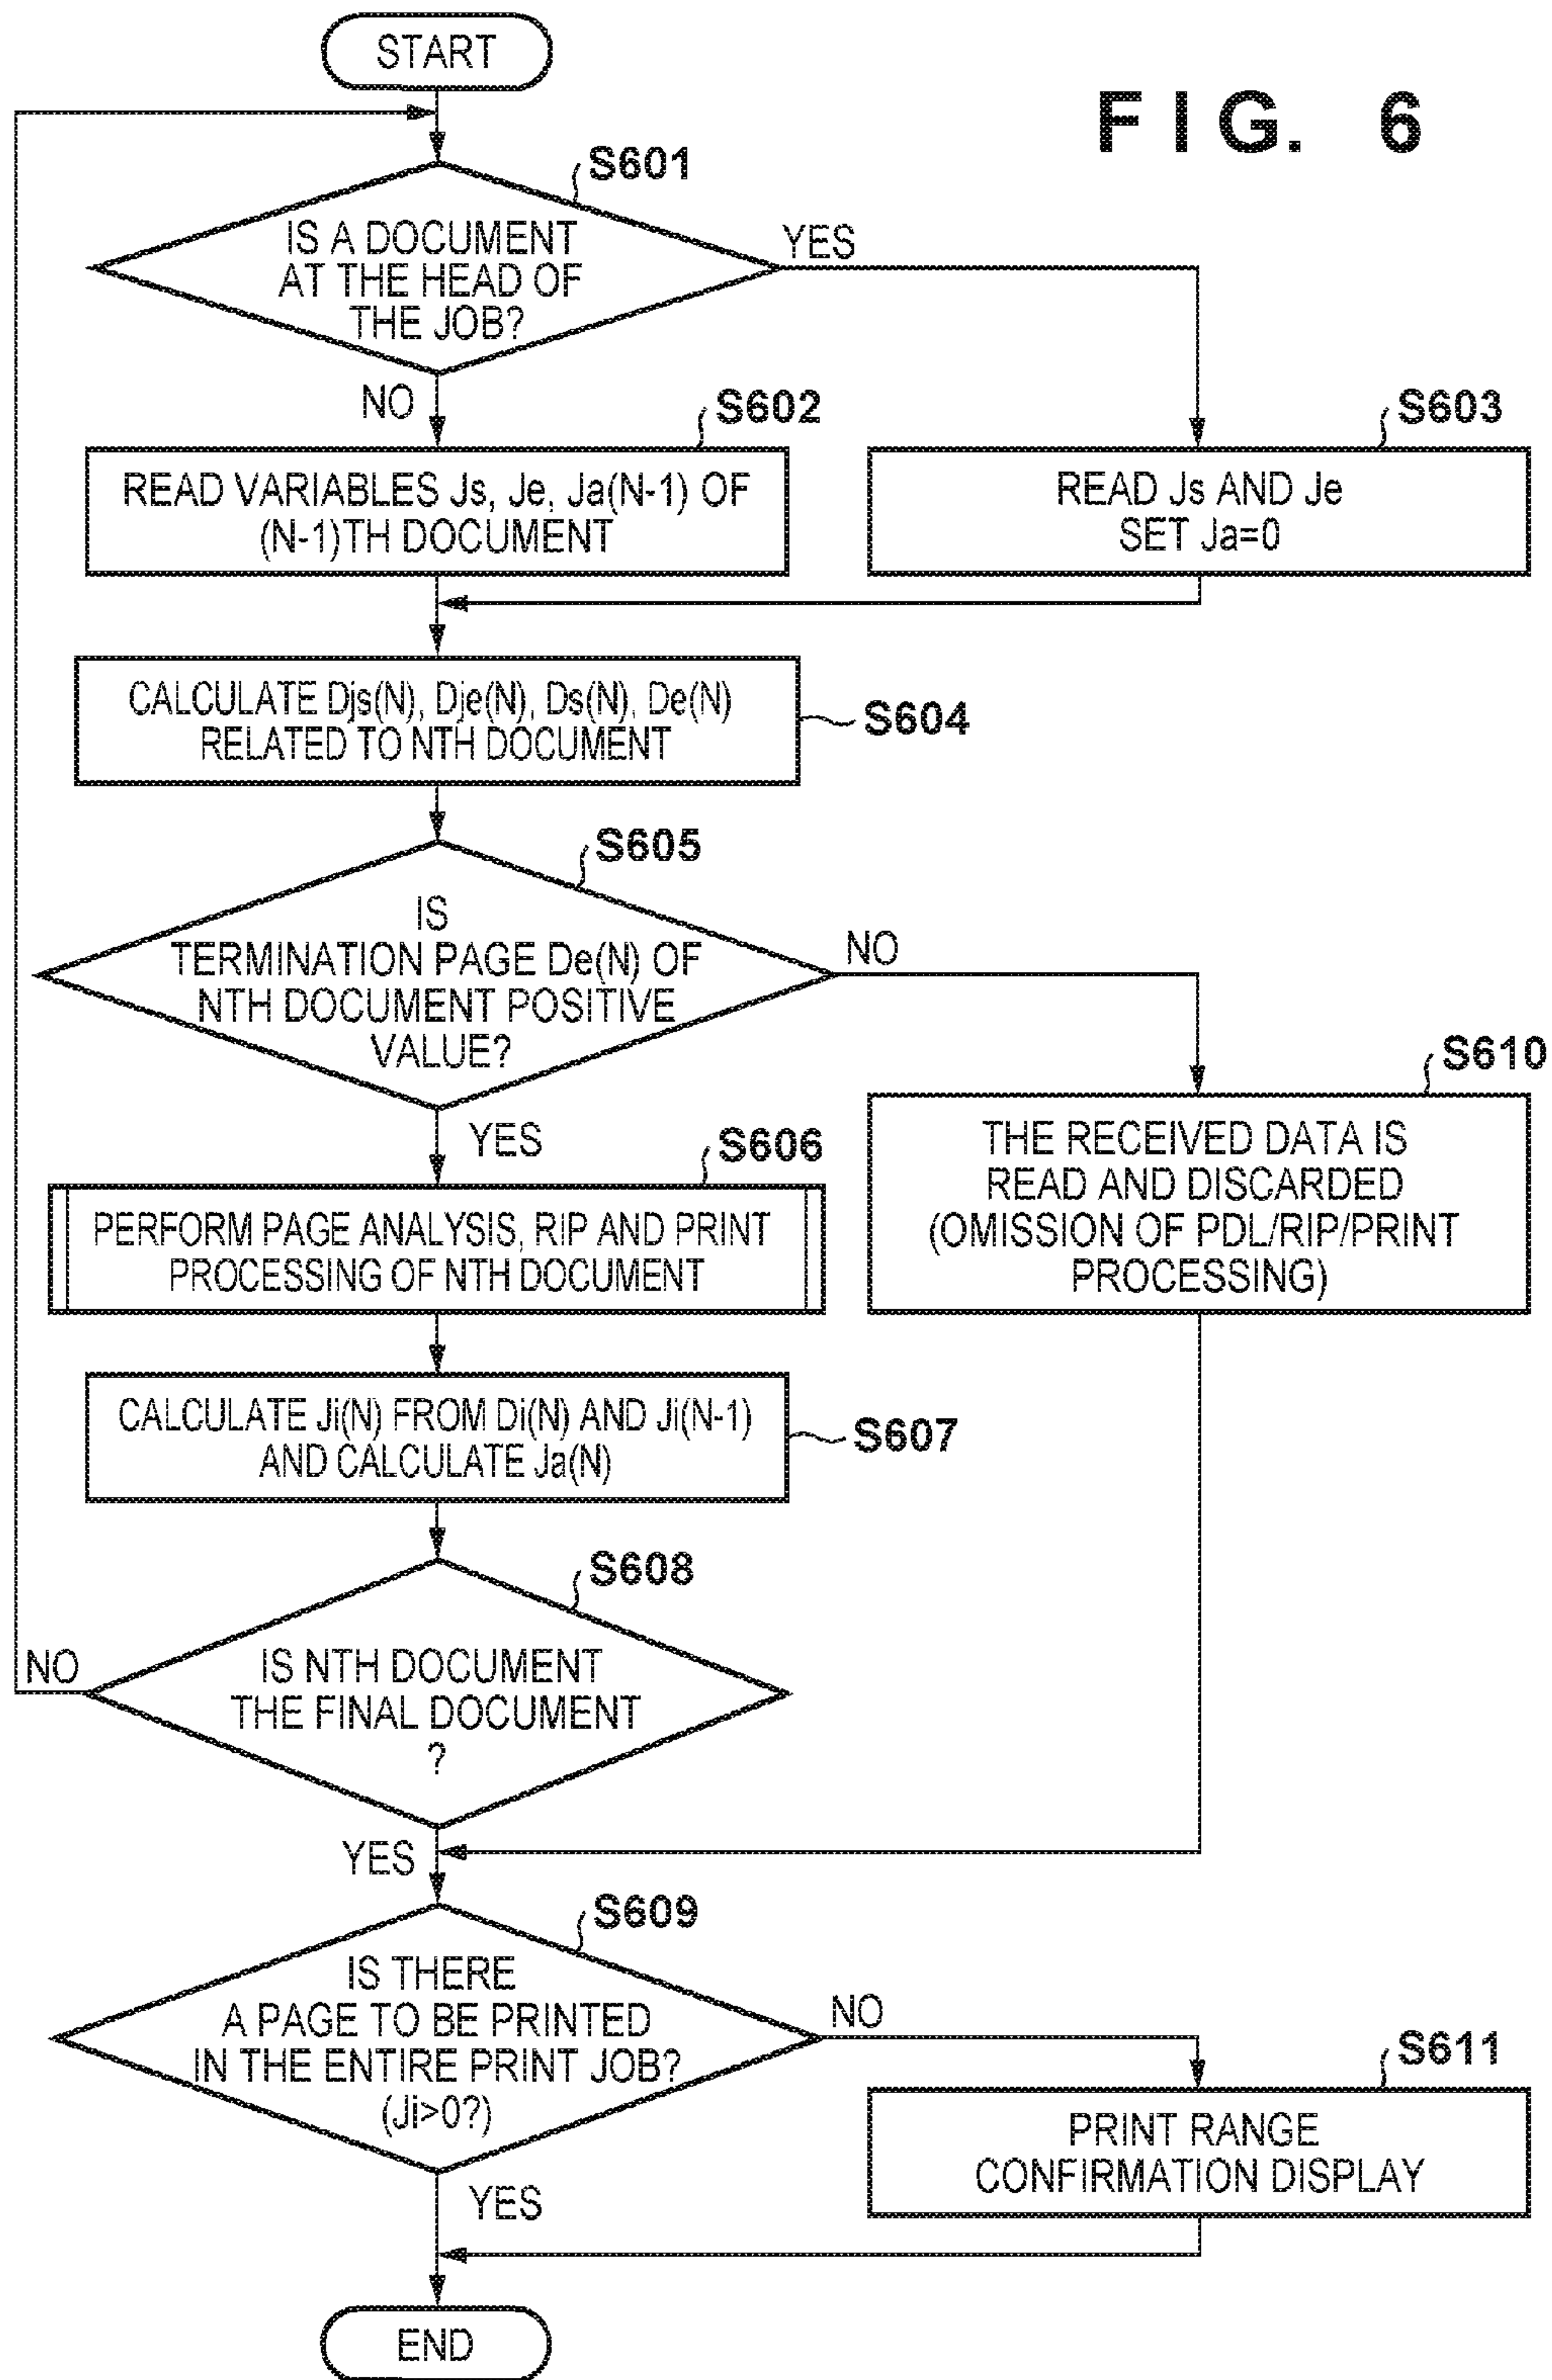 START
FIG. 6
S601
IS A DOCUMENT
AT THE HEAD OF
THE JOB?
YES
NO
S602
READ VARIABLES Js, Je, Ja(N-1) OF
(N-1)TH DOCUMENT
S603
READ Js AND Je
SET Ja=0
CALCULATE Djs(N), Dje(N), Ds(N), De(N)
RELATED TO NTH DOCUMENT
S604
S605
IS
TERMINATION PAGE De(N) OF
NTH DOCUMENT POSITIVE
VALUE?
NO
YES
S610
THE RECEIVED DATA IS
READ AND DISCARDED
(OMISSION OF PDL/RIP/PRINT
PROCESSING)
S606
PERFORM PAGE ANALYSIS, RIP AND PRINT
PROCESSING OF NTH DOCUMENT
CALCULATE Ji(N) FROM Di(N) AND Ji(N-1)
AND CALCULATE Ja(N)
S607
S608
IS NTH DOCUMENT
THE FINAL DOCUMENT
?
NO
YES
S609
IS THERE
A PAGE TO BE PRINTED
IN THE ENTIRE PRINT JOB?
(Ji>0?)
NO
YES
S611
PRINT RANGE
CONFIRMATION DISPLAY
END